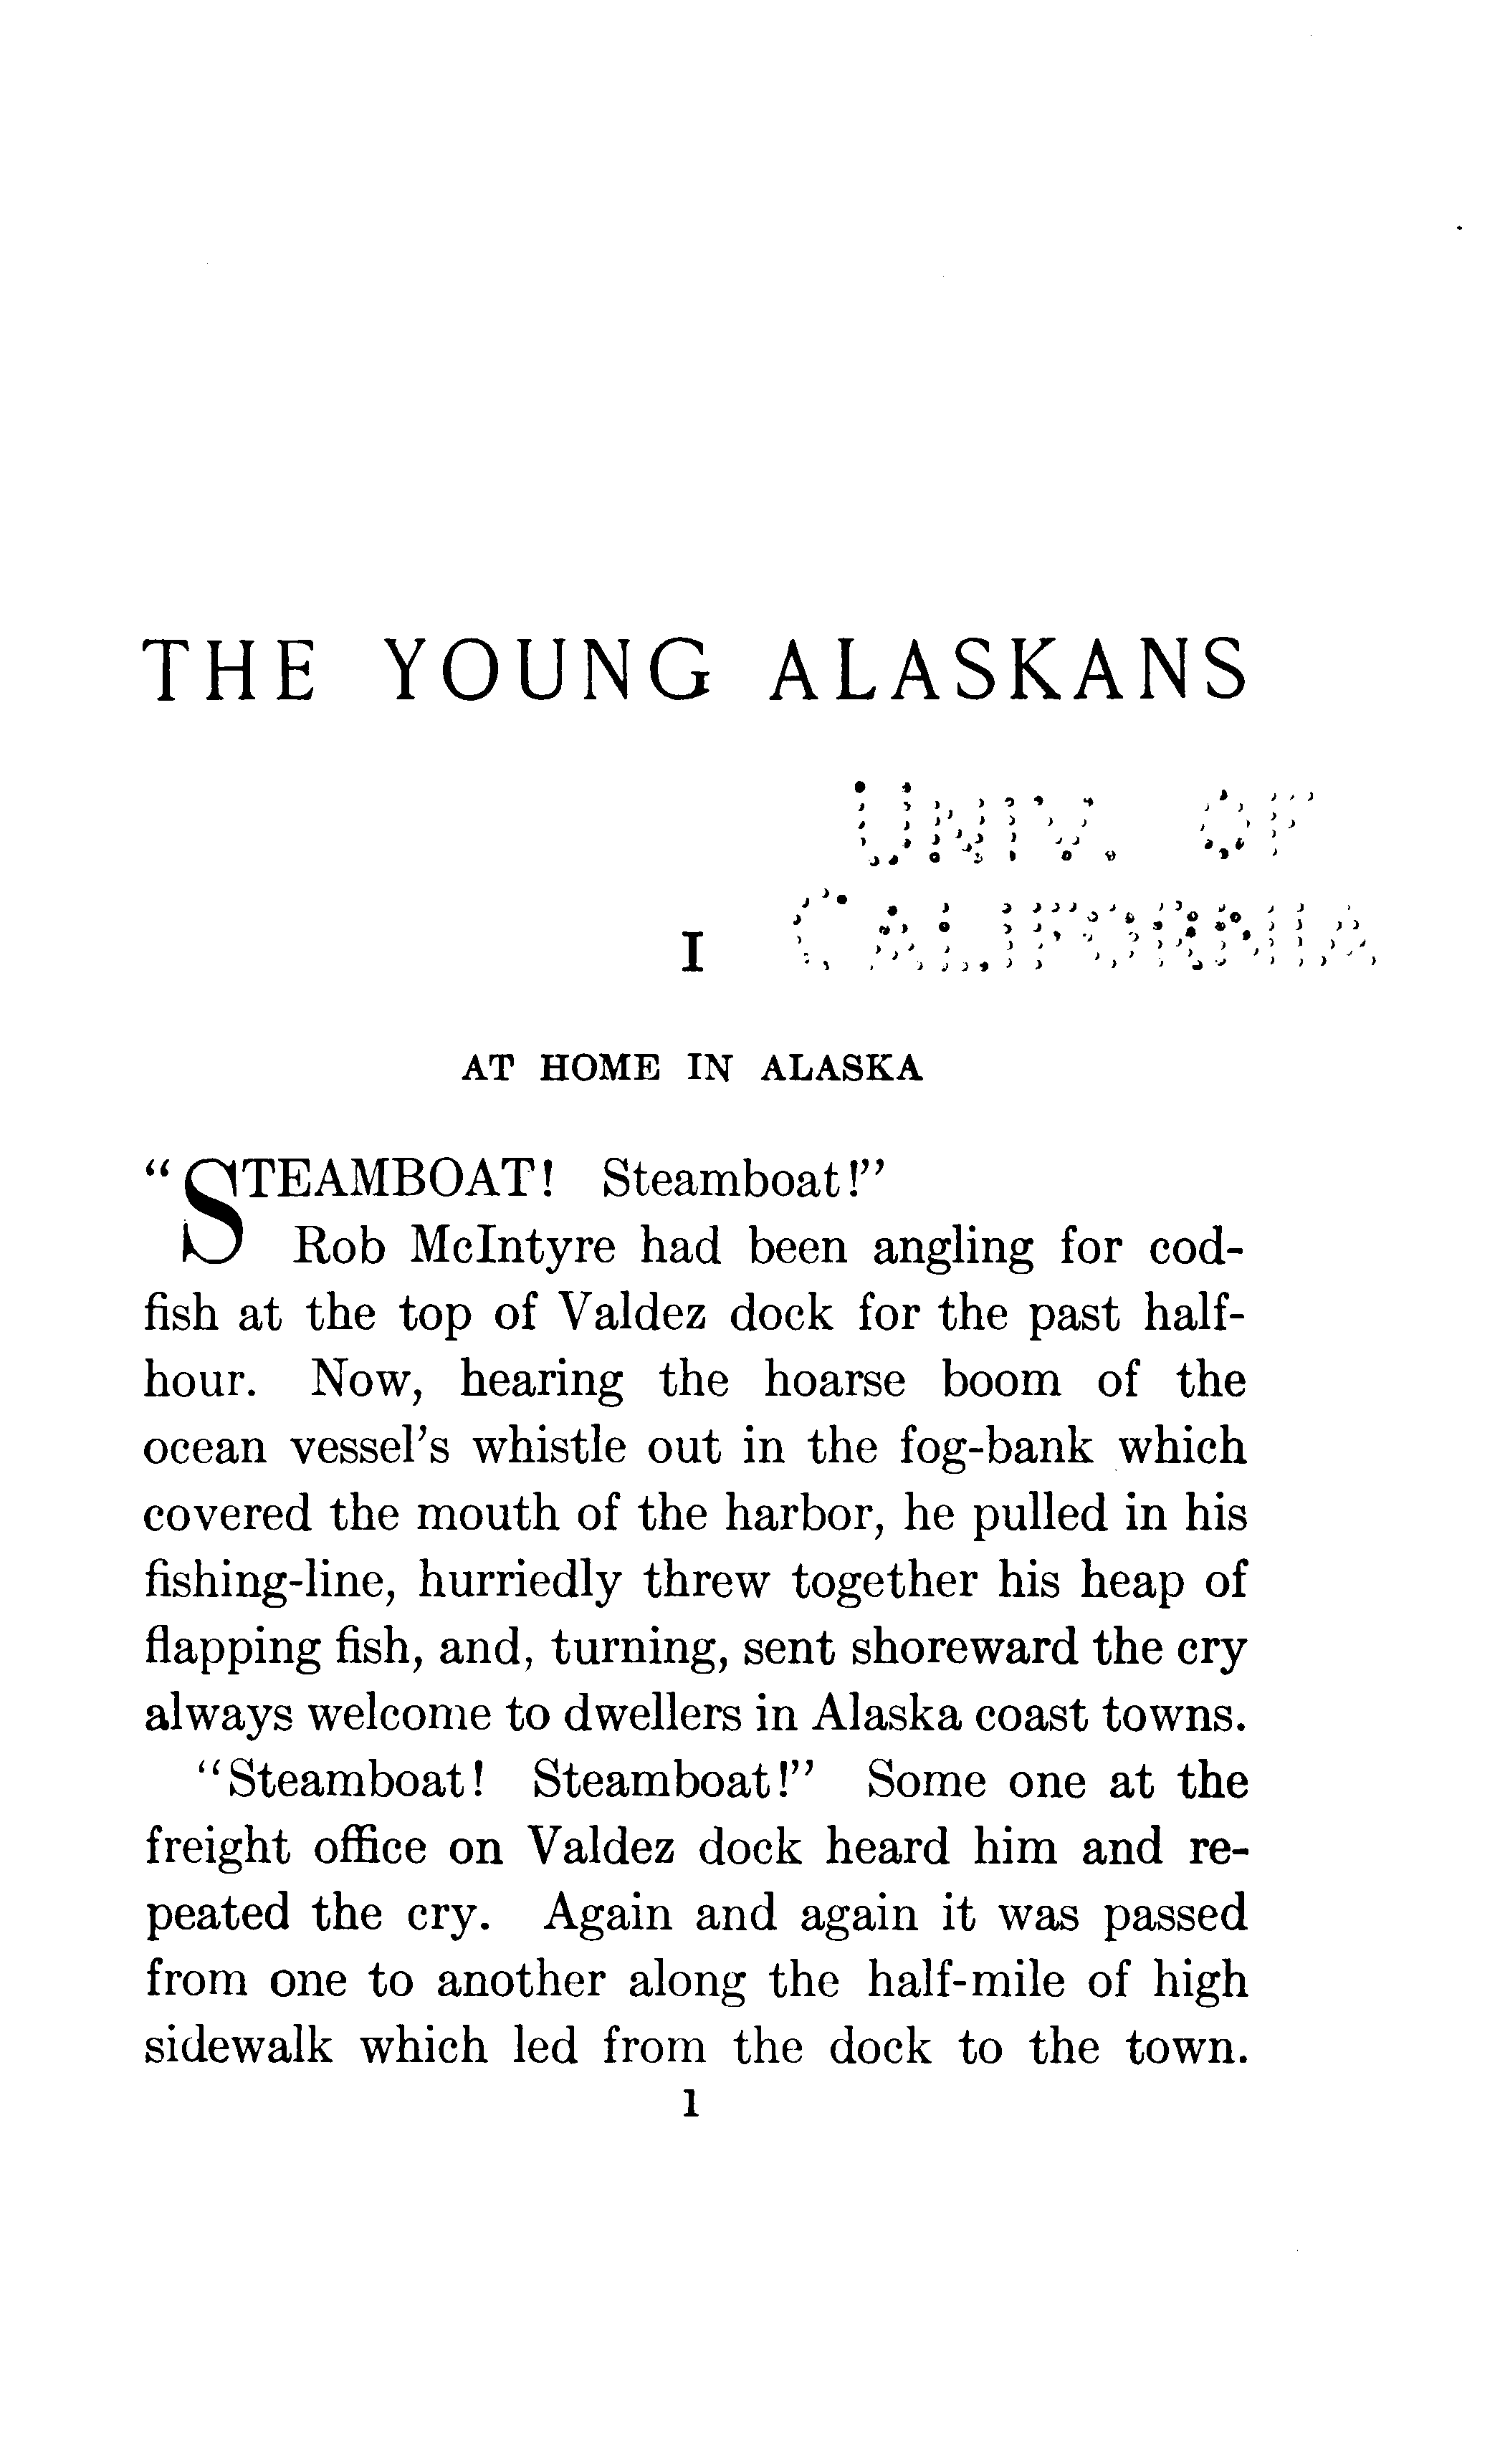 THE YOUNG ALASKANS
UNIV. OF
CALIFORNIA
I
AT HOME IN ALASKA
"STEAMBOAT! Steamboat!"
Rob McIntyre had been angling for cod-
fish at the top of Valdez dock for the past half-
hour. Now, hearing the hoarse boom of the
ocean vessel's whistle out in the fog-bank which
covered the mouth of the harbor, he pulled in his
fishing-line, hurriedly threw together his heap of
flapping fish, and, turning, sent shoreward the cry
always welcome to dwellers in Alaska coast towns.
"Steamboat! Steamboat!" Some one at the
freight office on Valdez dock heard him and re-
peated the cry. Again and again it was passed
from one to another along the half-mile of high
sidewalk which led from the dock to the town.
1